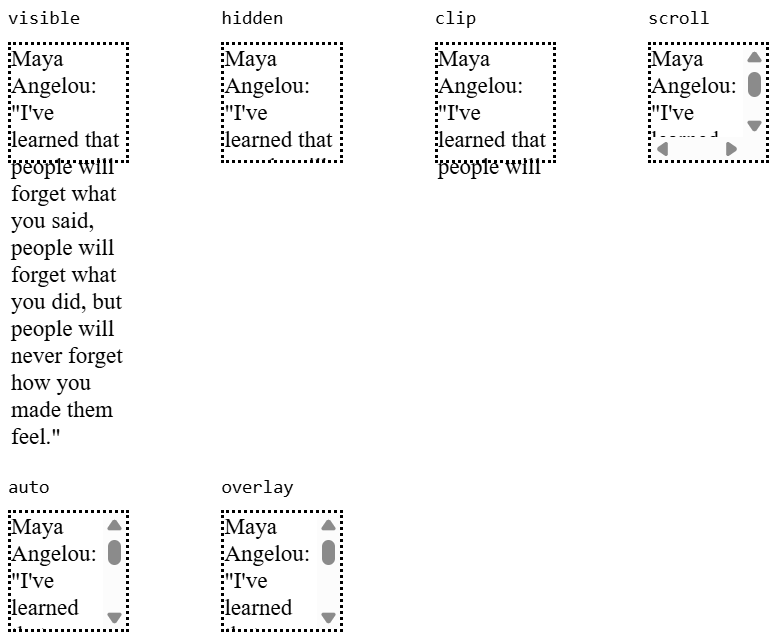 visible
Maya
Angelou:
"I've
learned that
people will
forget what
you said,
people will
forget what
you did, but
people will
never forget
how you
made them
feel."
hidden
Maya
Angelou:
"I've
learned that
clip
Maya
Angelou:
"I've
learned that
people will
scroll
Maya
Angelou:
"I've
learned
auto
Maya
Angelou:
"I've
learned
overlay
Maya
Angelou:
"I've
learned